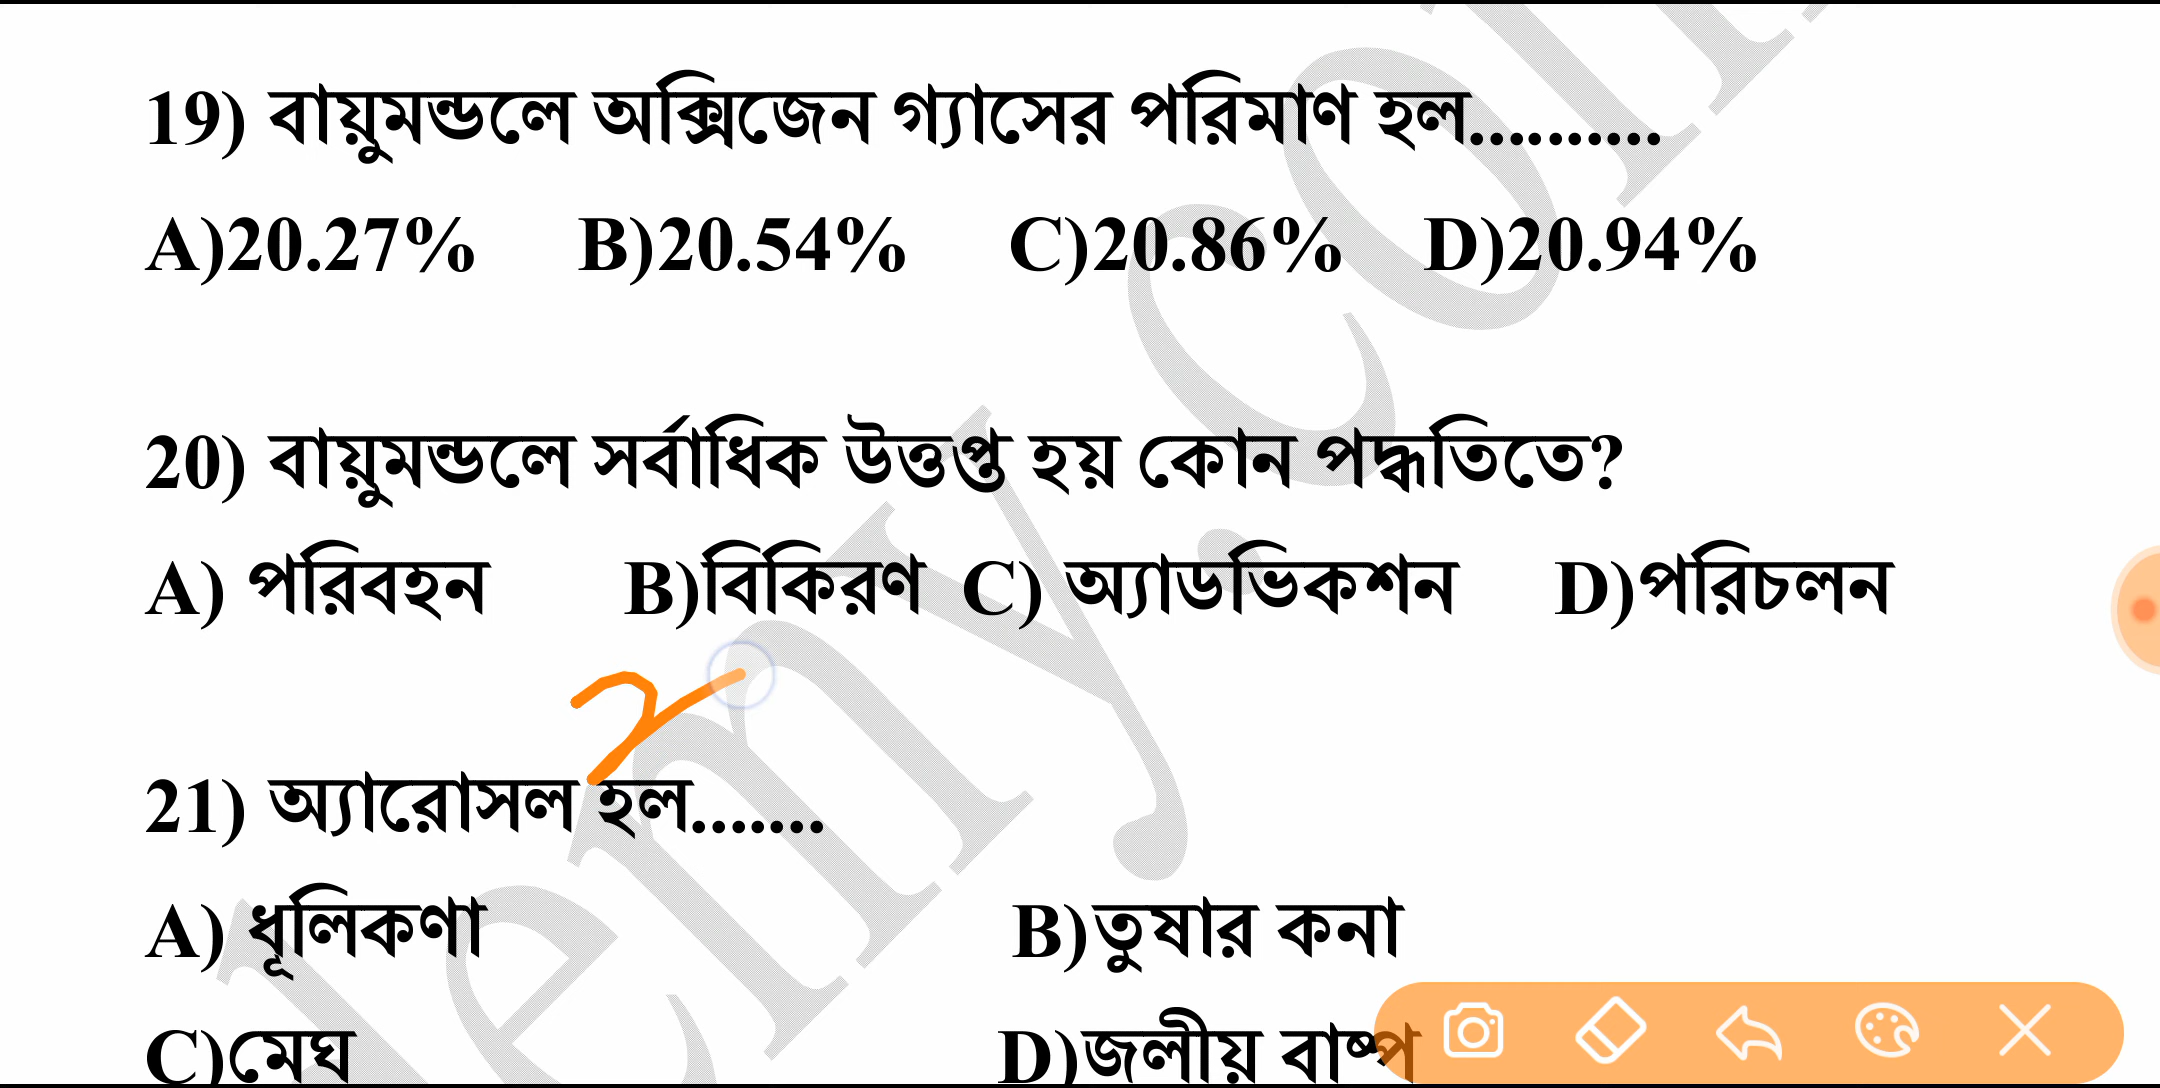 19) বায়ুমন্ডলে অক্সিজেন গ্যাসের পরিমাণ হল..........
A)20.27% B)20.54% C)20.86% D)20.94%
20) বায়ুমন্ডলে সর্বাধিক উত্তপ্ত হয় কোন পদ্ধতিতে?
A) পরিবহন B)বিকিরণ C) অ্যাডভিকশন D)পরিচলন
21) অ্যারোসল হল.......
A) ধূলিকণা B)তুষার কনা
C)মেঘ D)জলীয় বাষ্প